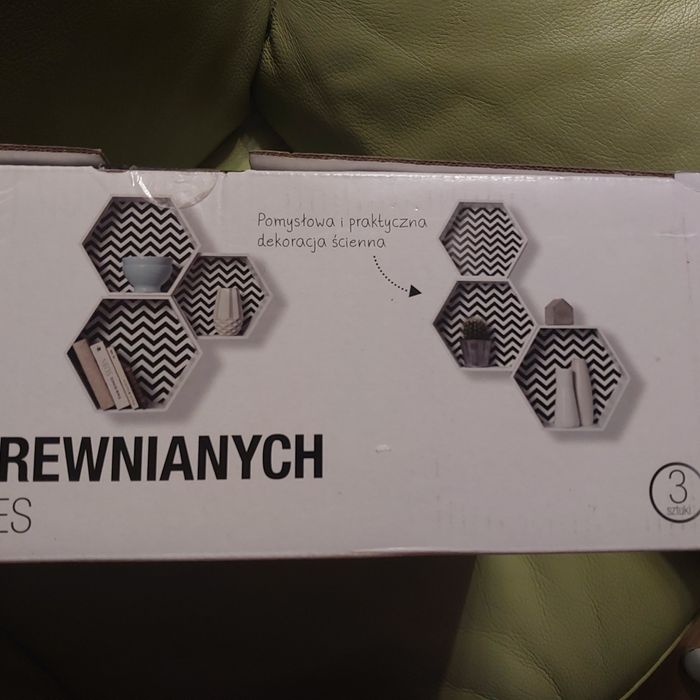 Pomysłowa i praktyczna
dekoracja ścienna
REWNIANYCH
ES
3
sztuki